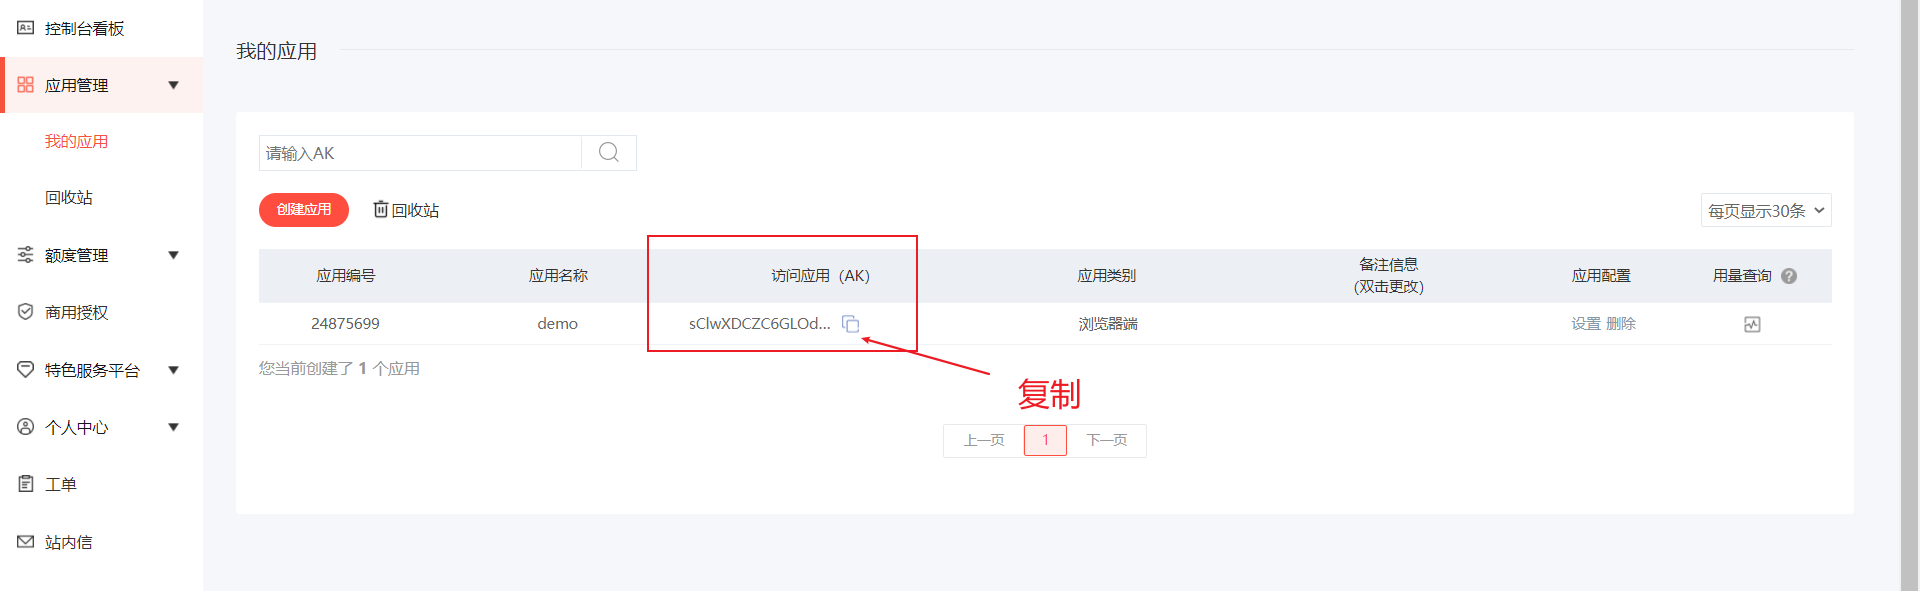 控制台看板
应用管理
我的应用
回收站
额度管理
商用授权
特色服务平台
个人中心
工单
站内信
我的应用
请输入AK
创建应用 回收站 每页显示30条
应用编号 应用名称 访问应用（AK） 应用类别 备注信息 应用配置 用量查询 ?
(双击更改)
24875699 demo sClwXDCZC6GLOd... 浏览器端 设置 删除
您当前创建了 1 个应用
复制
上一页 1 下一页